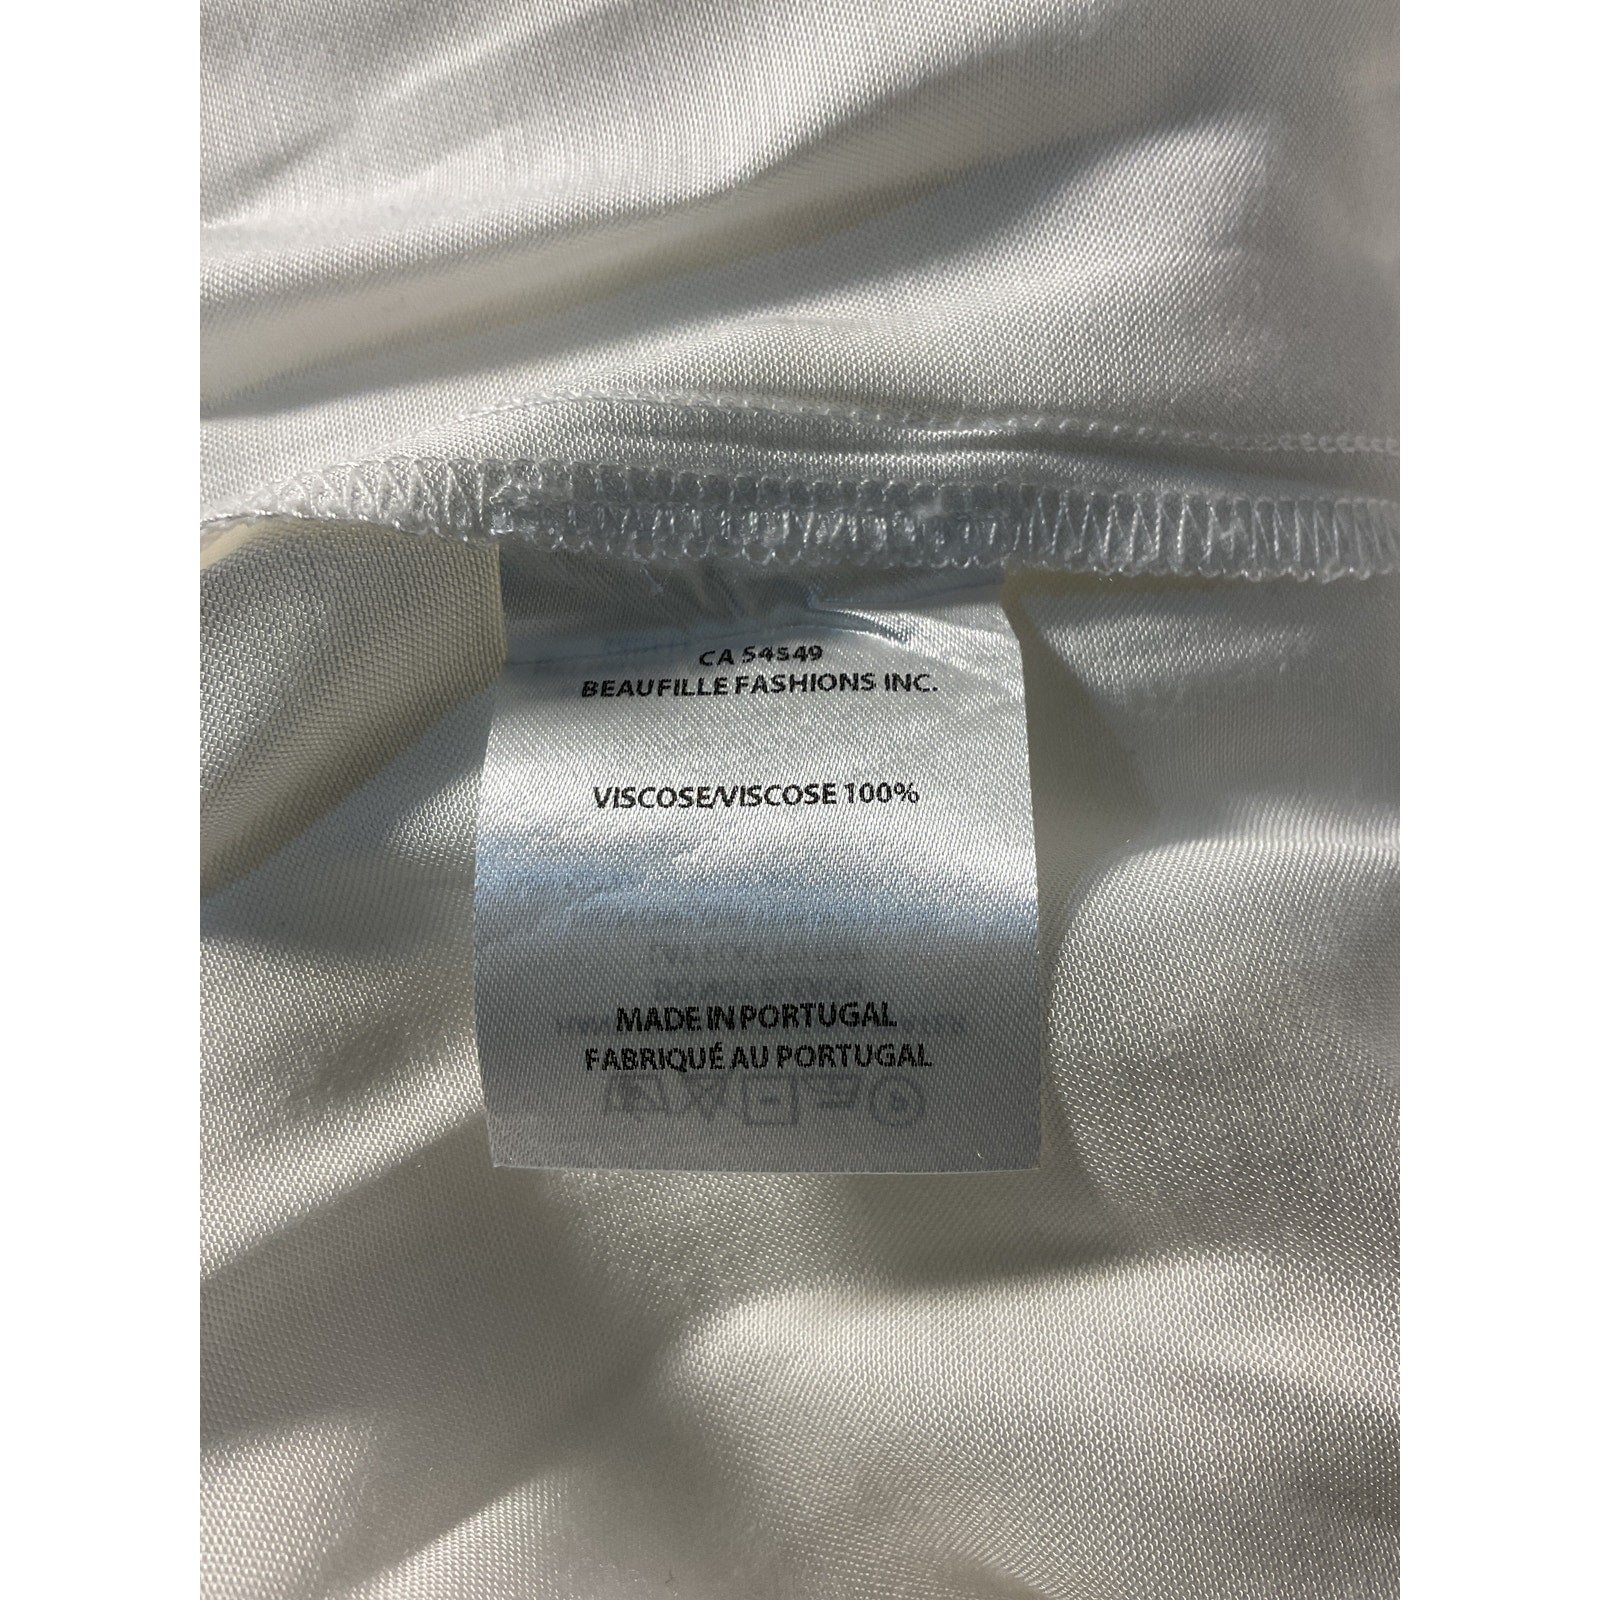 CA 54549
BEAUFILLE FASHIONS INC.
VISCOSE/VISCOSE 100%
MADE IN PORTUGAL
FABRIQUÉ AU PORTUGAL